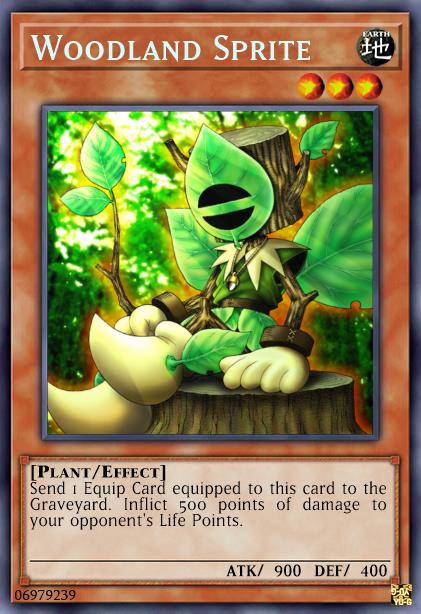 Woodland Sprite
EARTH
地
[Plant/Effect]
Send 1 Equip Card equipped to this card to the
Graveyard. Inflict 500 points of damage to
your opponent's Life Points.
ATK/ 900 DEF/ 400
06979239